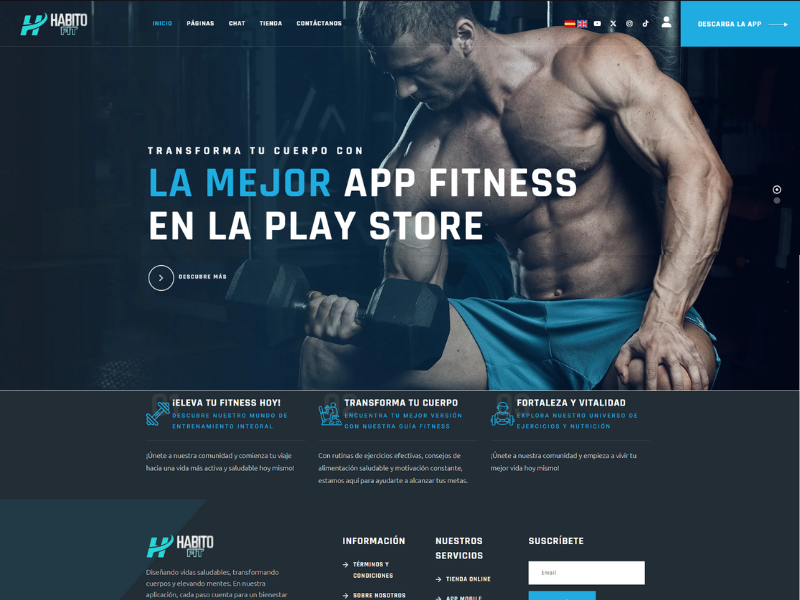 HABITO
FIT
INICIO PÁGINAS CHAT TIENDA CONTÁCTANOS
DESCARGA LA APP
TRANSFORMA TU CUERPO CON
LA MEJOR APP FITNESS
EN LA PLAY STORE
DESCUBRE MÁS
¡ELEVA TU FITNESS HOY!
DESCUBRE NUESTRO MUNDO DE
ENTRENAMIENTO INTEGRAL
¡Únete a nuestra comunidad y comienza tu viaje
hacia una vida más activa y saludable hoy mismo!
TRANSFORMA TU CUERPO
ENCUENTRA TU MEJOR VERSIÓN
CON NUESTRA GUÍA FITNESS
Con rutinas de ejercicios efectivas, consejos de
alimentación saludable y motivación constante,
estamos aquí para ayudarte a alcanzar tus metas.
FORTALEZA Y VITALIDAD
EXPLORA NUESTRO UNIVERSO DE
EJERCICIOS Y NUTRICIÓN
¡Únete a nuestra comunidad y empieza a vivir tu
mejor vida hoy mismo!
HABITO
FIT
Diseñando vidas saludables, transformando
cuerpos y elevando mentes. En nuestra
aplicación, cada paso cuenta para un bienestar
INFORMACIÓN
TÉRMINOS Y
CONDICIONES
SOBRE NOSOTROS
NUESTROS
SERVICIOS
TIENDA ONLINE
APP MOBILE
SUSCRÍBETE
Email